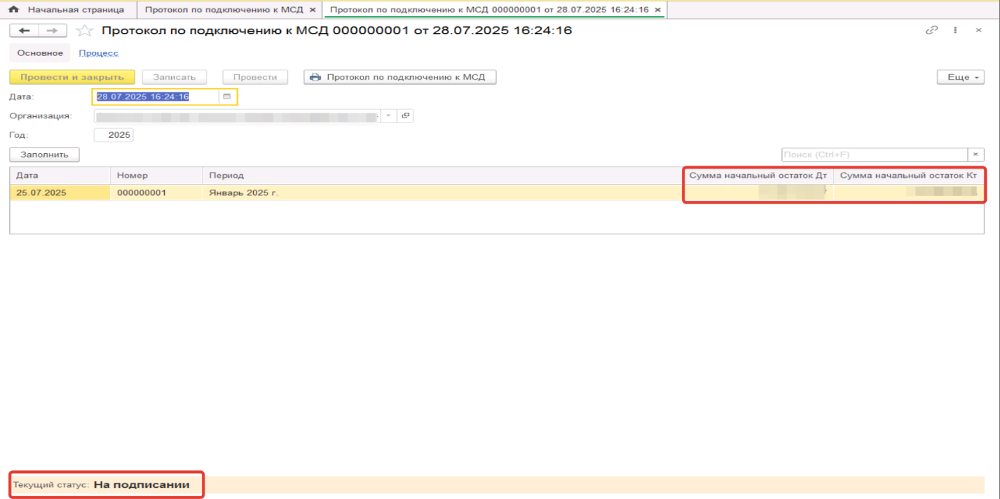 Начальная страница Протокол по подключению к МСД × Протокол по подключению к МСД 000000001 от 28.07.2025 16:24:16 ×
Протокол по подключению к МСД 000000001 от 28.07.2025 16:24:16
Основное Процесс
Провести и закрыть Записать Провести Протокол по подключению к МСД Еще
Дата: 28.07.2025 16:24:16
Организация:
Год: 2025
Заполнить Поиск (Ctrl+F) ×
Дата Номер Период Сумма начальный остаток Дт Сумма начальный остаток Кт
25.07.2025 000000001 Январь 2025 г.
Текущий статус: На подписании